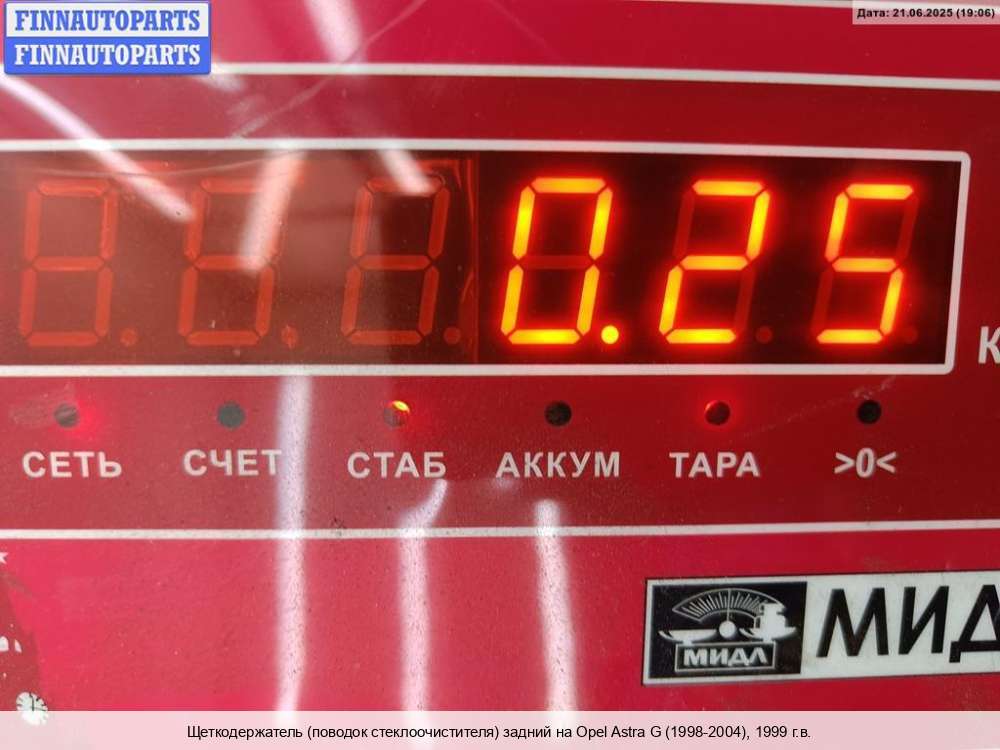 FINNAUTOPARTS
FINNAUTOPARTS
Дата: 21.06.2025 (19:06)
0.25
К
СЕТЬ СЧЕТ СТАБ АККУМ ТАРА >0<
МИДЛ МИД
Щеткодержатель (поводок стеклоочистителя) задний на Opel Astra G (1998-2004), 1999 г.в.